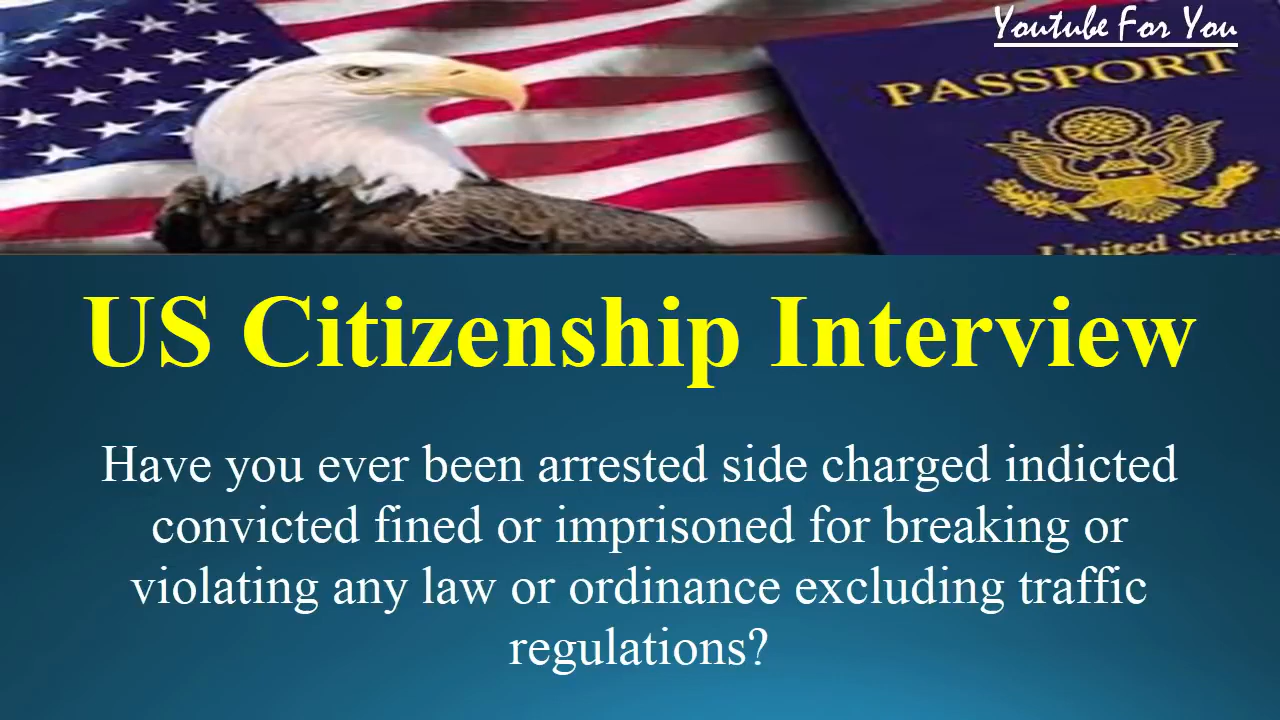 Youtube For You
PASSPORT
United States
US Citizenship Interview
Have you ever been arrested side charged indicted
convicted fined or imprisoned for breaking or
violating any law or ordinance excluding traffic
regulations?